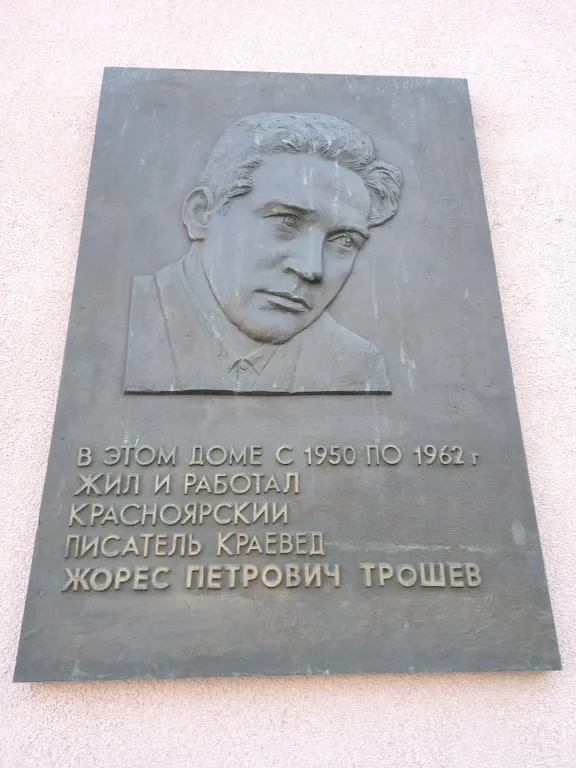 В ЭТОМ ДОМЕ С 1950 ПО 1962 г
ЖИЛ И РАБОТАЛ
КРАСНОЯРСКИЙ
ПИСАТЕЛЬ КРАЕВЕД
ЖОРЕС ПЕТРОВИЧ ТРОШЕВ